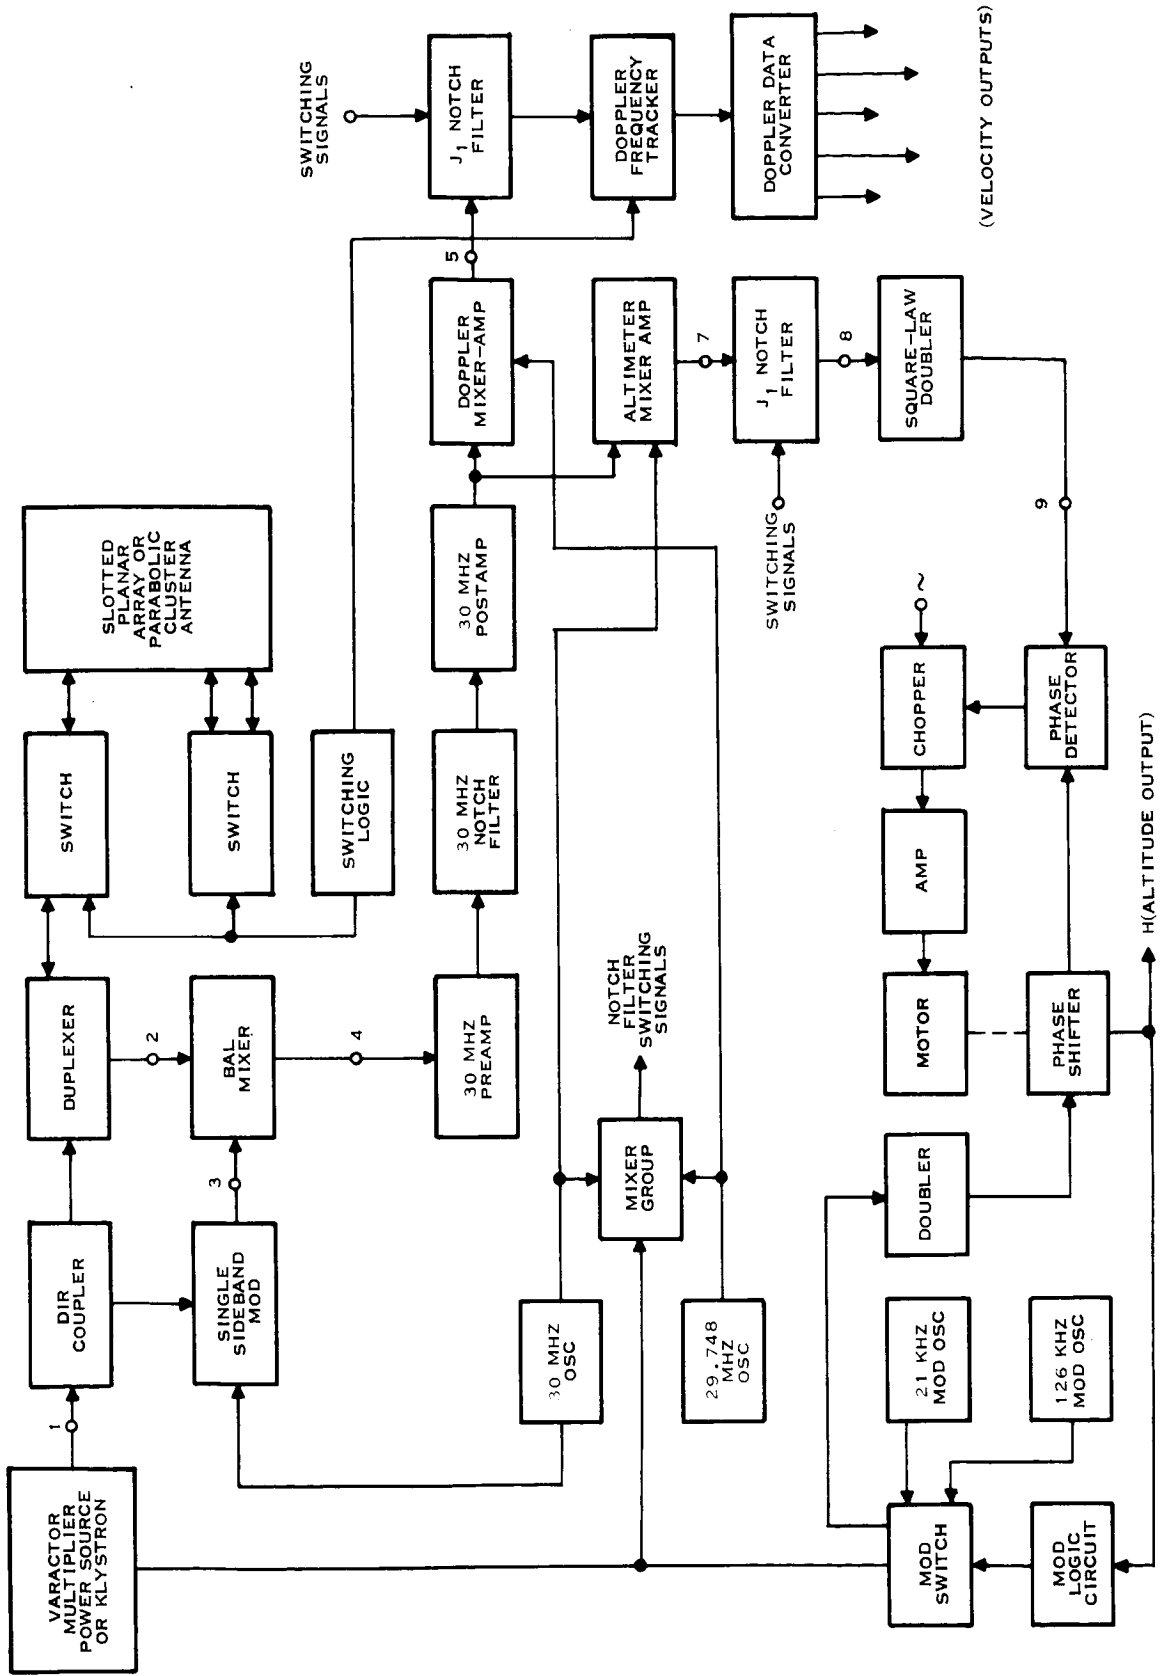 VARACTOR
MULTIPLIER
POWER SOURCE
OR KLYSTRON
1
DIR
COUPLER
DUPLEXER
SWITCH
SLOTTED
PLANAR
ARRAY OR
PARABOLIC
CLUSTER
ANTENNA
2
3
SINGLE
SIDEBAND
MOD
BAL
MIXER
SWITCH
SWITCHING
LOGIC
4
SWITCHING
SIGNALS
30 MHZ
PREAMP
30 MHZ
NOTCH
FILTER
30 MHZ
POSTAMP
DOPPLER
MIXER-AMP
5
J1 NOTCH
FILTER
30 MHZ
OSC
MIXER
GROUP
NOTCH
FILTER
SWITCHING
SIGNALS
ALTIMETER
MIXER AMP
DOPPLER
FREQUENCY
TRACKER
29.748
MHZ
OSC
7
J1 NOTCH
FILTER
SWITCHING
SIGNALS
DOPPLER DATA
CONVERTER
8
SQUARE-LAW
DOUBLER
(VELOCITY OUTPUTS)
MOD
SWITCH
21 KHZ
MOD OSC
DOUBLER
MOTOR
AMP
CHOPPER
~
9
MOD
LOGIC
CIRCUIT
126 KHZ
MOD OSC
PHASE
SHIFTER
PHASE
DETECTOR
H(ALTITUDE OUTPUT)